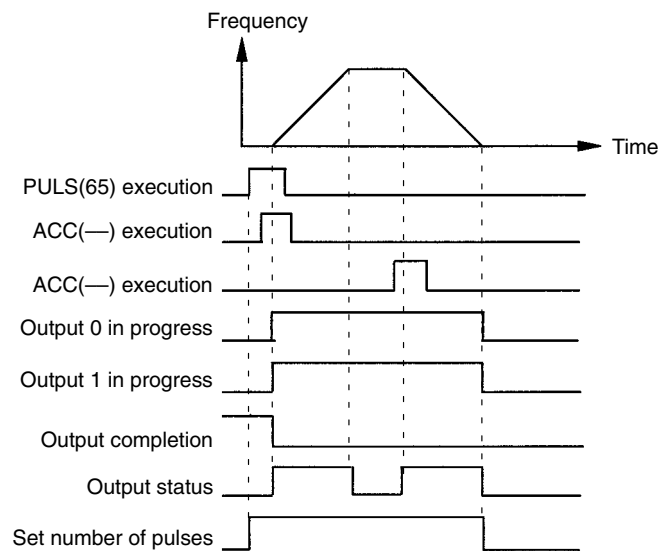 Frequency
Time
PULS(65) execution
ACC(—) execution
ACC(—) execution
Output 0 in progress
Output 1 in progress
Output completion
Output status
Set number of pulses